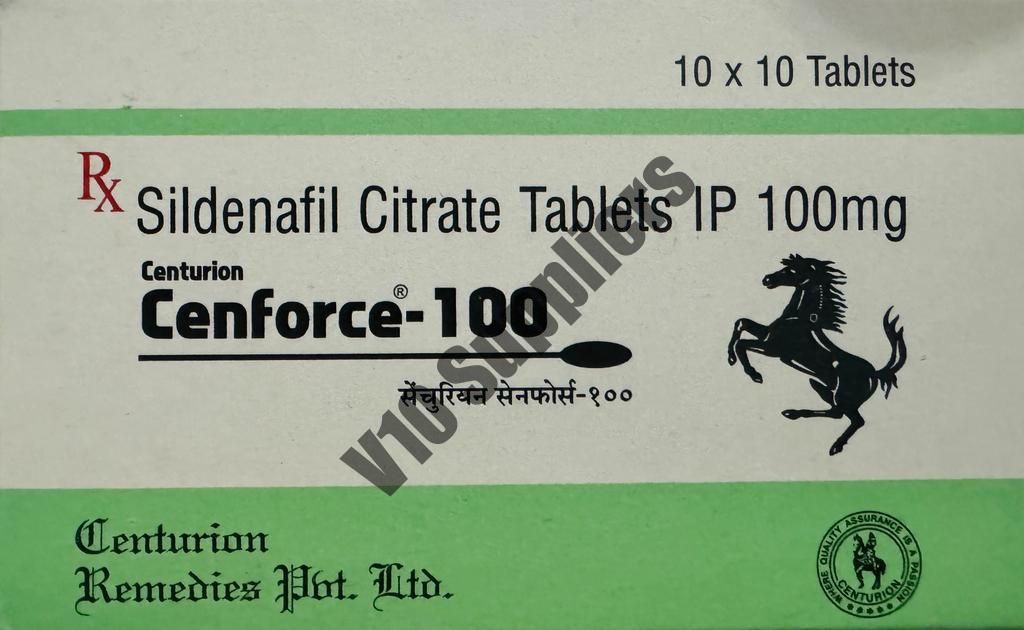 10 x 10 Tablets
Rx Sildenafil Citrate Tablets IP 100mg
Centurion
Cenforce®-100
सेंचुरियन सेनफोर्स-१००
V10 Suppliers
Centurion
Remedies Pvt. Ltd.
WHERE QUALITY ASSURANCE IS A PASSION
CENTURION